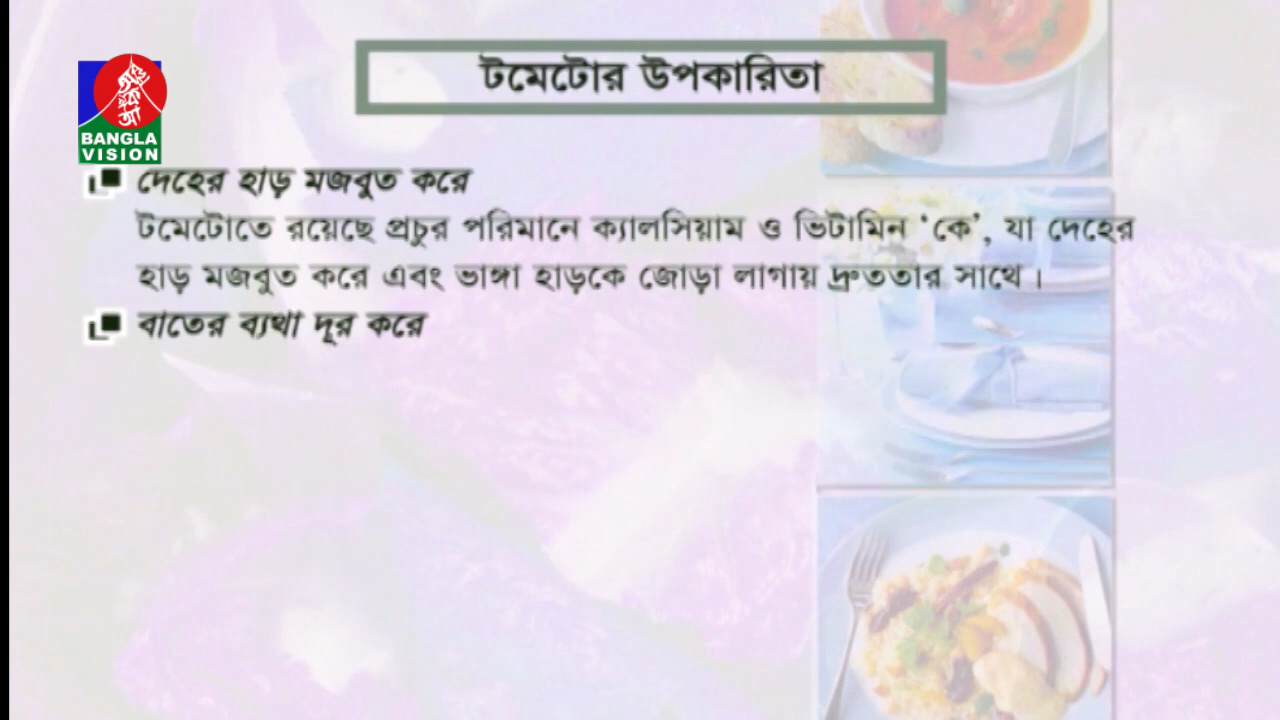 টমেটোর উপকারিতা
BANGLA
VISION
দেহের হাড় মজবুত করে
টমেটোতে রয়েছে প্রচুর পরিমানে ক্যালসিয়াম ও ভিটামিন ‘কে’, যা দেহের
হাড় মজবুত করে এবং ভাঙ্গা হাড়কে জোড়া লাগায় দ্রুততার সাথে।
বাতের ব্যথা দূর করে